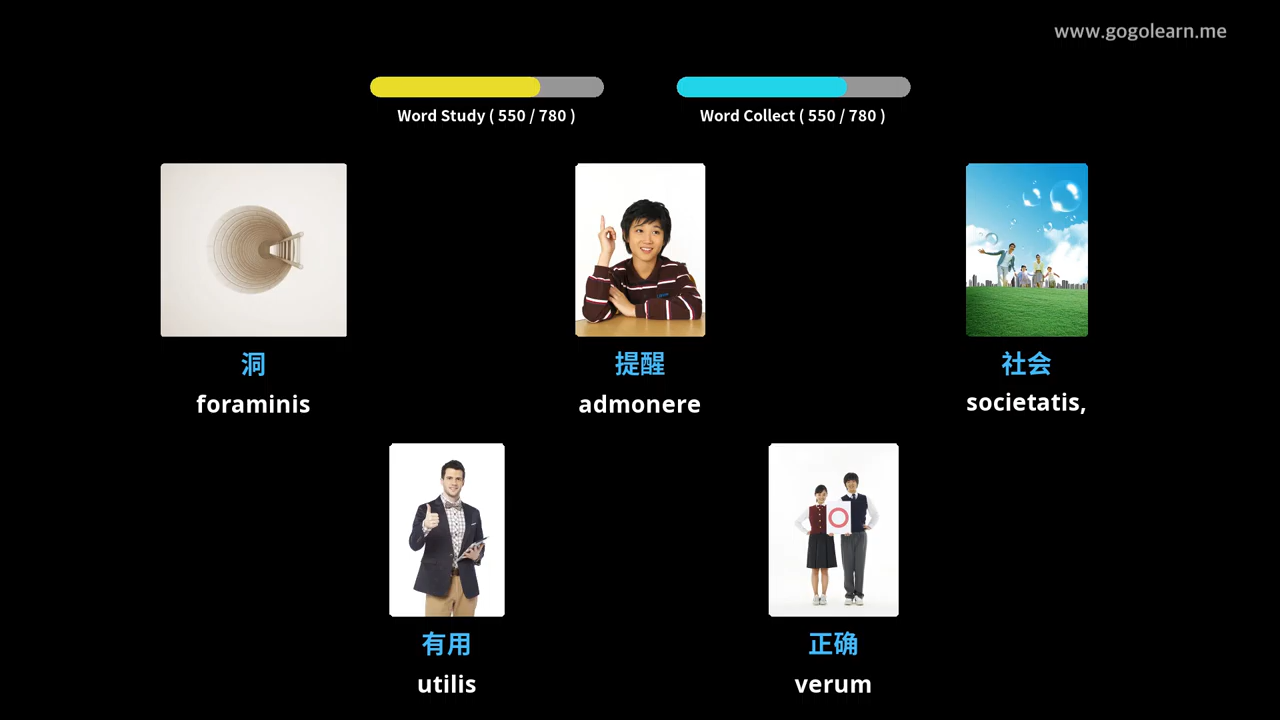 www.gogolearn.me
Word Study ( 550 / 780 )
Word Collect ( 550 / 780 )
洞
foraminis
提醒
admonere
社会
societatis,
有用
utilis
正确
verum